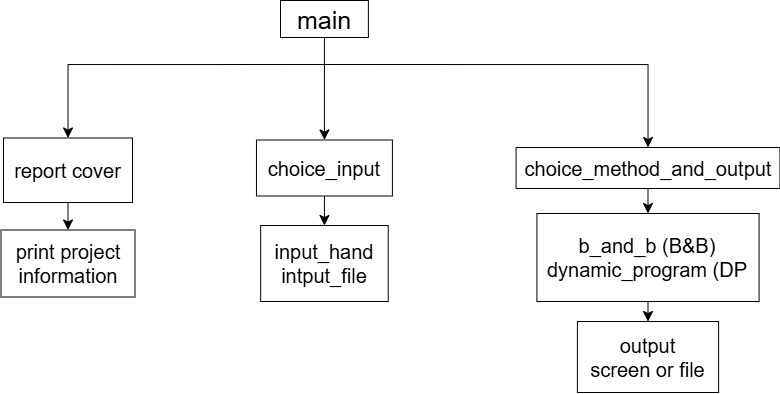 main
report cover
choice_input
choice_method_and_output
print project
information
input_hand
intput_file
b_and_b (B&B)
dynamic_program (DP
output
screen or file